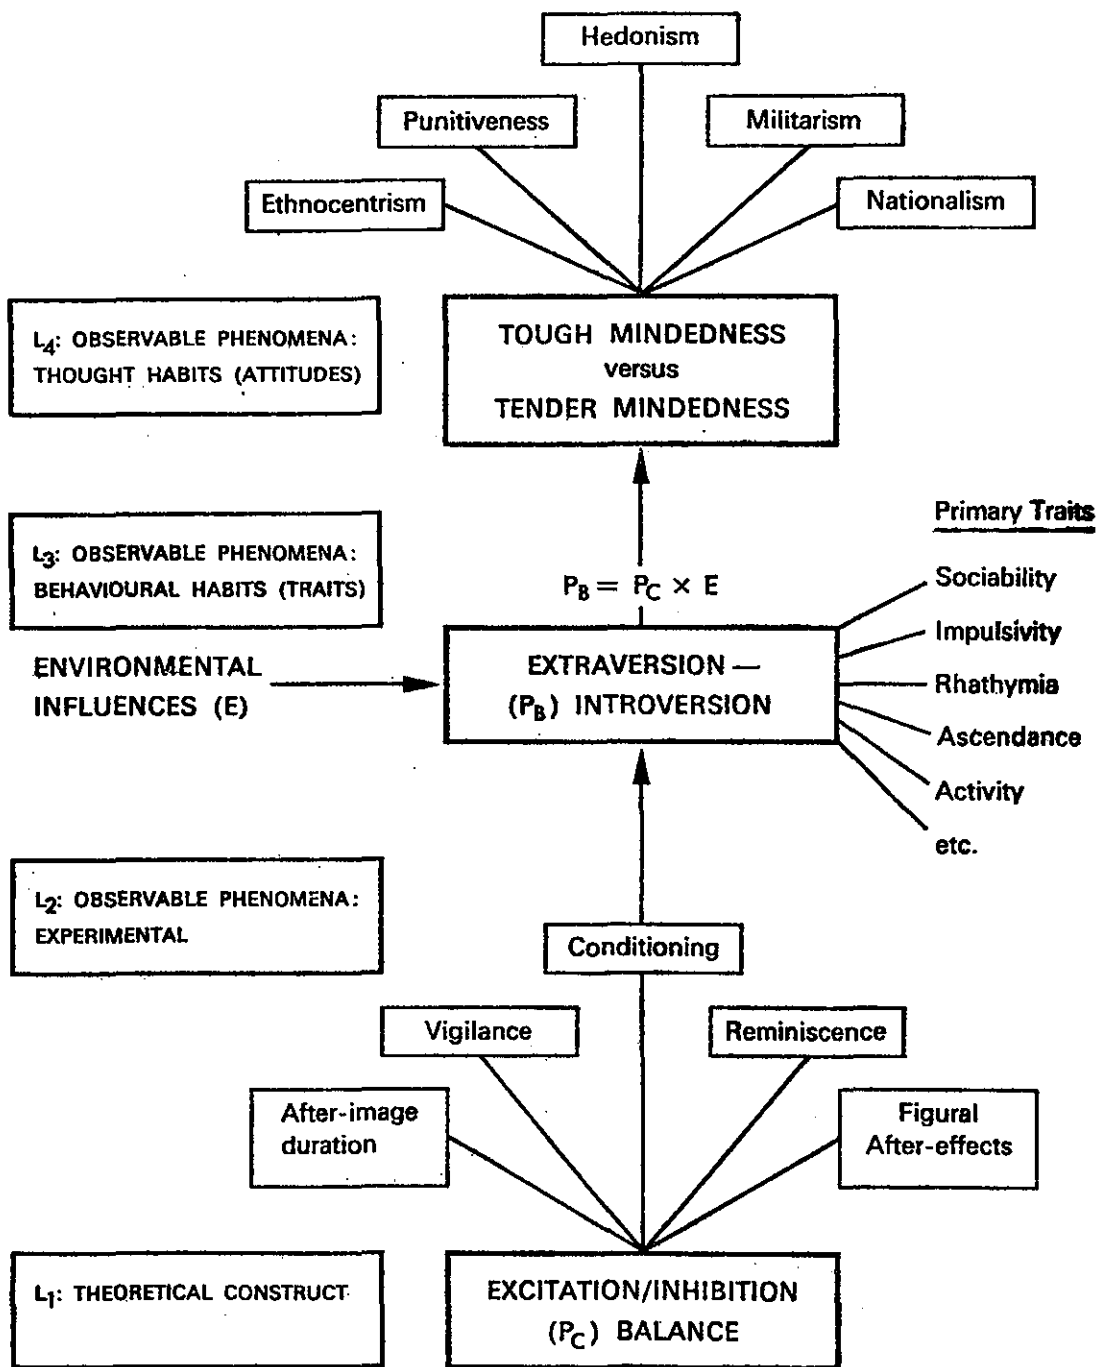 Hedonism
Punitiveness
Militarism
Ethnocentrism
Nationalism
L4: OBSERVABLE PHENOMENA:
THOUGHT HABITS (ATTITUDES)
TOUGH MINDEDNESS
versus
TENDER MINDEDNESS
Primary Traits
L3: OBSERVABLE PHENOMENA:
BEHAVIOURAL HABITS (TRAITS)
PB = PC × E
Sociability
Impulsivity
Rhathymia
Ascendance
Activity
etc.
ENVIRONMENTAL
INFLUENCES (E)
EXTRAVERSION —
(PB) INTROVERSION
L2: OBSERVABLE PHENOMENA:
EXPERIMENTAL
Conditioning
Vigilance
Reminiscence
After-image
duration
Figural
After-effects
L1: THEORETICAL CONSTRUCT
EXCITATION/INHIBITION
(PC) BALANCE